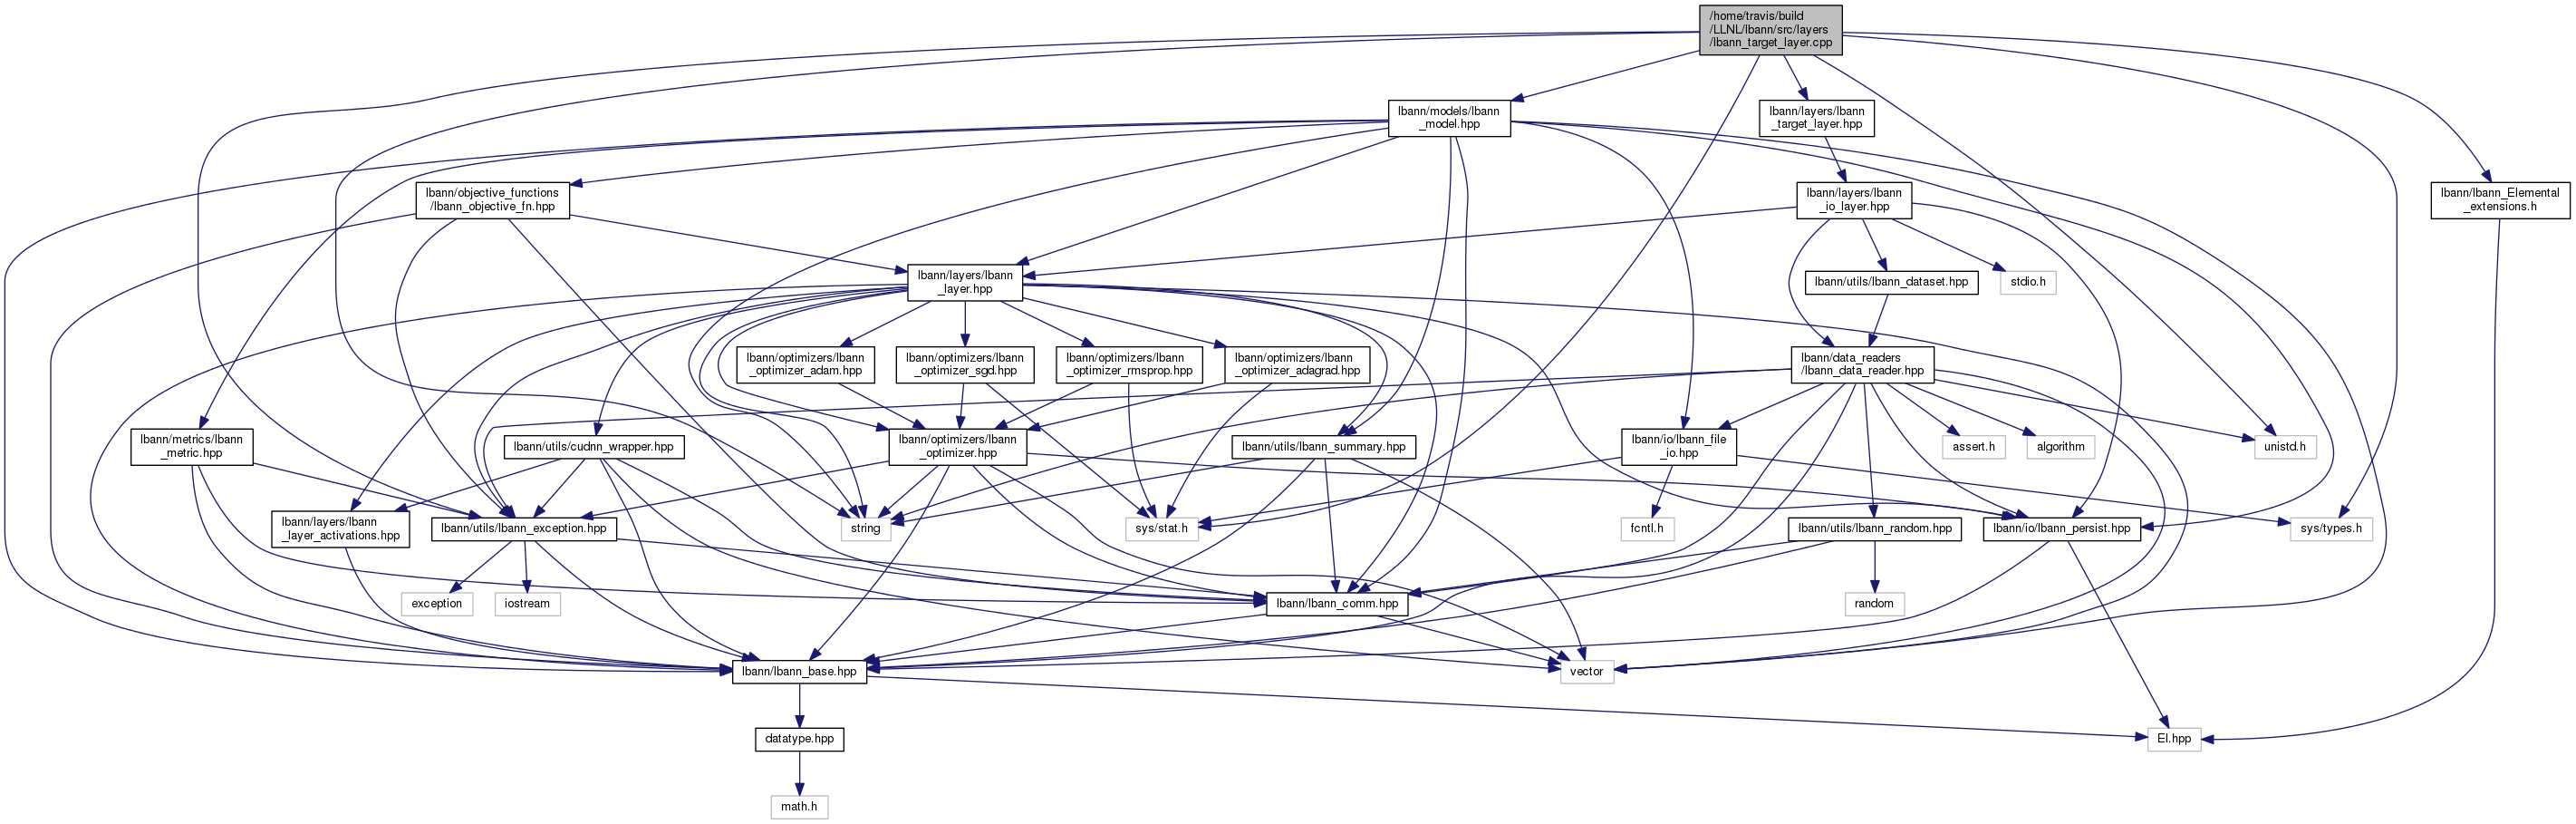 /home/travis/build
/LLNL/lbann/src/layers
/lbann_target_layer.cpp
lbann/models/lbann
_model.hpp
lbann/layers/lbann
_target_layer.hpp
lbann/objective_functions
/lbann_objective_fn.hpp
lbann/layers/lbann
_io_layer.hpp
lbann/lbann_Elemental
_extensions.h
lbann/layers/lbann
_layer.hpp
lbann/utils/lbann_dataset.hpp
stdio.h
lbann/optimizers/lbann
_optimizer_adam.hpp
lbann/optimizers/lbann
_optimizer_sgd.hpp
lbann/optimizers/lbann
_optimizer_rmsprop.hpp
lbann/optimizers/lbann
_optimizer_adagrad.hpp
lbann/data_readers
/lbann_data_reader.hpp
lbann/metrics/lbann
_metric.hpp
lbann/utils/cudnn_wrapper.hpp
lbann/optimizers/lbann
_optimizer.hpp
lbann/utils/lbann_summary.hpp
lbann/io/lbann_file
_io.hpp
assert.h
algorithm
unistd.h
lbann/layers/lbann
_layer_activations.hpp
lbann/utils/lbann_exception.hpp
string
sys/stat.h
fcntl.h
lbann/utils/lbann_random.hpp
lbann/io/lbann_persist.hpp
sys/types.h
exception
iostream
lbann/lbann_comm.hpp
random
lbann/lbann_base.hpp
vector
datatype.hpp
El.hpp
math.h